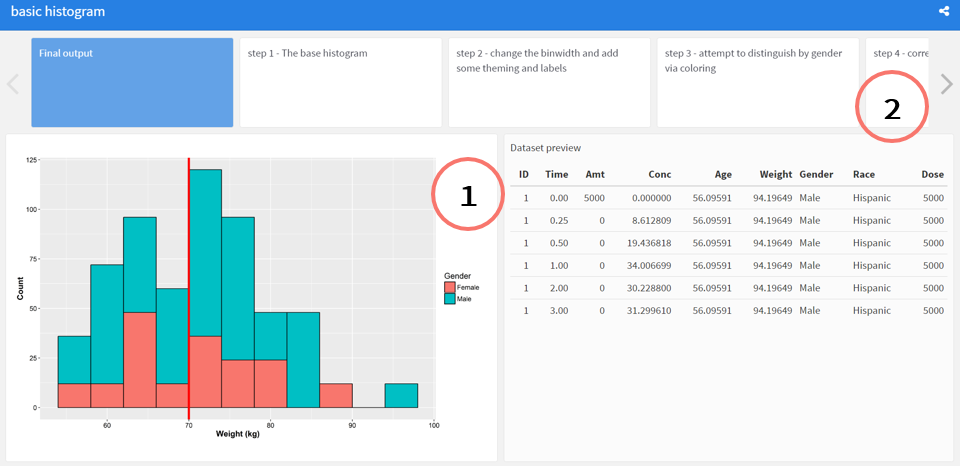 basic histogram
Final output
step 1 - The base histogram
step 2 - change the binwidth and add
some theming and labels
step 3 - attempt to distinguish by gender
via coloring
step 4 - corre
2
1
125
100
75
50
25
0
Count
60 70 80 90 100
Weight (kg)
Gender
Female
Male
Dataset preview
ID Time Amt Conc Age Weight Gender Race Dose
1 0.00 5000 0.000000 56.09591 94.19649 Male Hispanic 5000
1 0.25 0 8.612809 56.09591 94.19649 Male Hispanic 5000
1 0.50 0 19.436818 56.09591 94.19649 Male Hispanic 5000
1 1.00 0 34.006699 56.09591 94.19649 Male Hispanic 5000
1 2.00 0 30.228800 56.09591 94.19649 Male Hispanic 5000
1 3.00 0 31.299610 56.09591 94.19649 Male Hispanic 5000